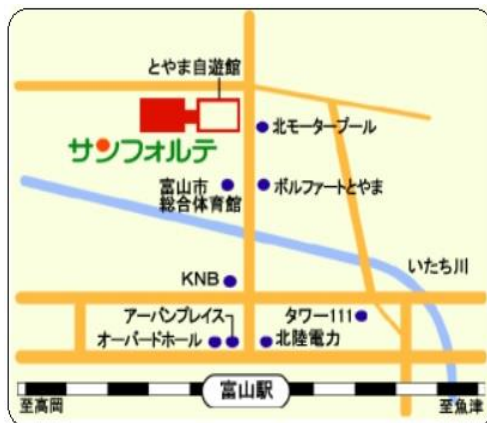 とやま自遊館
北モータープール
サンフォルテ
富山市
総合体育館
ボルファートとやま
いたち川
KNB
アーバンプレイス
タワー111
オーバードホール
北陸電力
富山駅
至高岡
至魚津